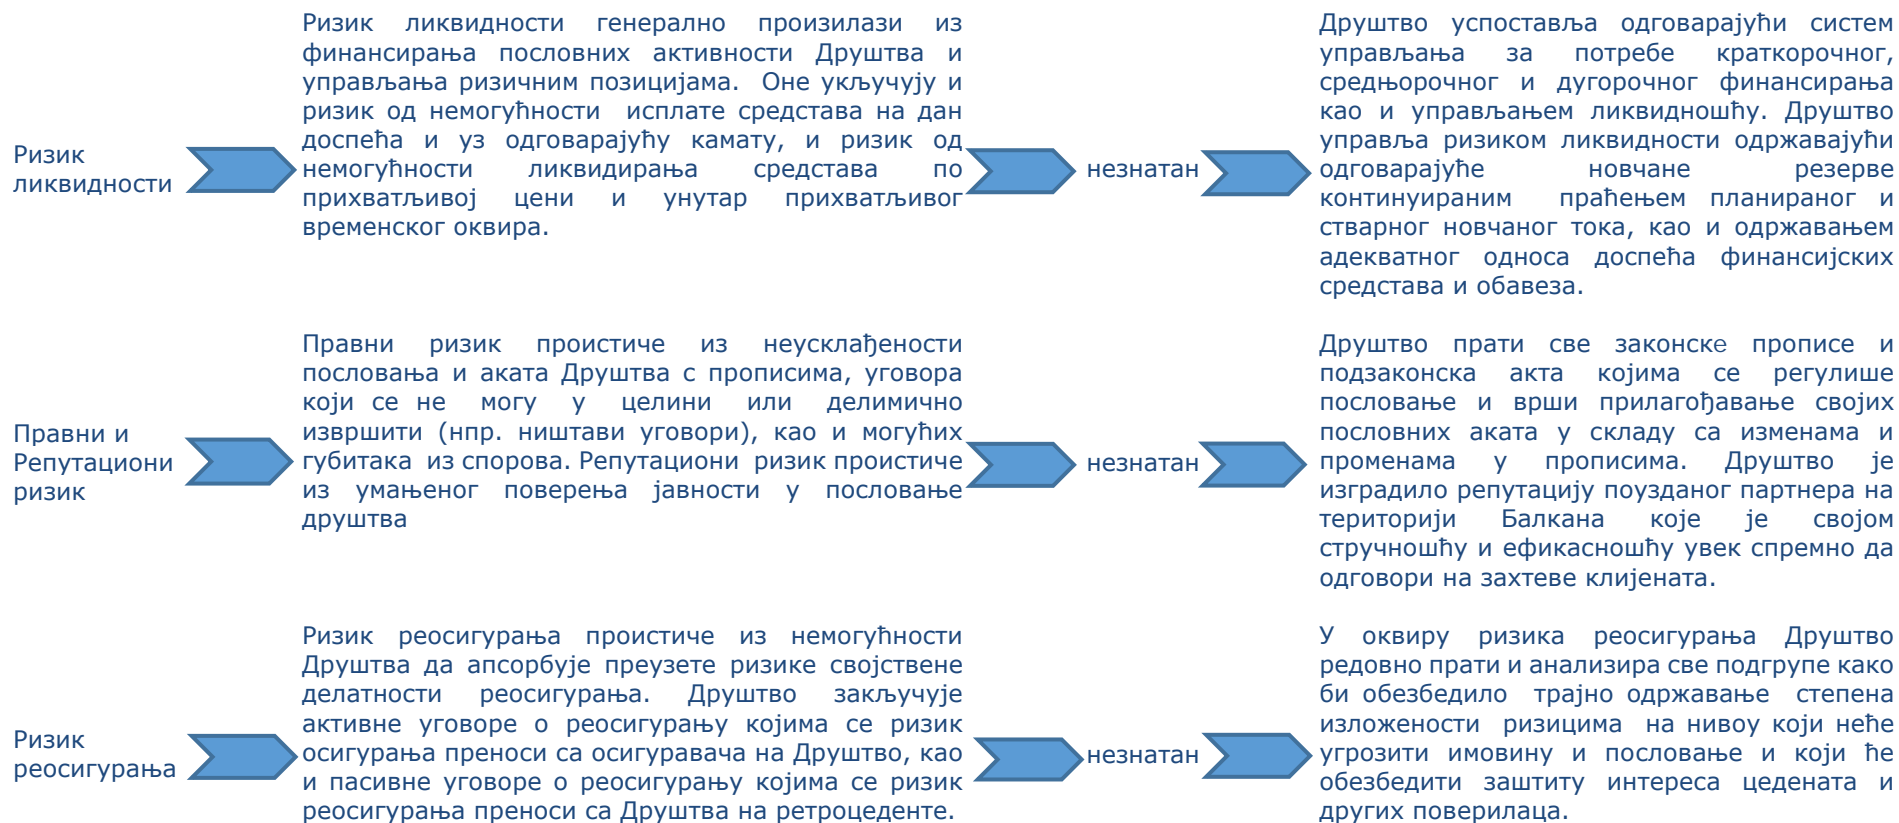 Ризик
ликвидности
Ризик ликвидности генерално произилази из
финансирања пословних активности Друштва и
управљања ризичним позицијама. Оне укључују и
ризик од немогућности исплате средстава на дан
доспећа и уз одговарајућу камату, и ризик од
немогућности ликвидирања средстава по
прихватљивој цени и унутар прихватљивог
временског оквира.
незнатан
Друштво успоставља одговарајући систем
управљања за потребе краткорочног,
средњорочног и дугорочног финансирања
као и управљањем ликвидношћу. Друштво
управља ризиком ликвидности одржавајући
одговарајуће новчане резерве
континуираним праћењем планираног и
стварног новчаног тока, као и одржавањем
адекватног односа доспећа финансијских
средстава и обавеза.
Правни и
Репутациони
ризик
Правни ризик проистиче из неусклађености
пословања и аката Друштва с прописима, уговора
који се не могу у целини или делимично
извршити (нпр. ништави уговори), као и могућих
губитака из спорова. Репутациони ризик проистиче
из умањеног поверења јавности у пословање
друштва
незнатан
Друштво прати све законске прописе и
подзаконска акта којима се регулише
пословање и врши прилагођавање својих
пословних аката у складу са изменама и
променама у прописима. Друштво је
изградило репутацију поузданог партнера на
територији Балкана које је својом
стручношћу и ефикасношћу увек спремно да
одговори на захтеве клијената.
Ризик
реосигурања
Ризик реосигурања проистиче из немогућности
Друштва да апсорбује преузете ризике својствене
делатности реосигурања. Друштво закључује
активне уговоре о реосигурању којима се ризик
осигурања преноси са осигуравача на Друштво, као
и пасивне уговоре о реосигурању којима се ризик
реосигурања преноси са Друштва на ретроцеденте.
незнатан
У оквиру ризика реосигурања Друштво
редовно прати и анализира све подгрупе како
би обезбедило трајно одржавање степена
изложености ризицима на нивоу који неће
угрозити имовину и пословање и који ће
обезбедити заштиту интереса цедената и
других поверилаца.